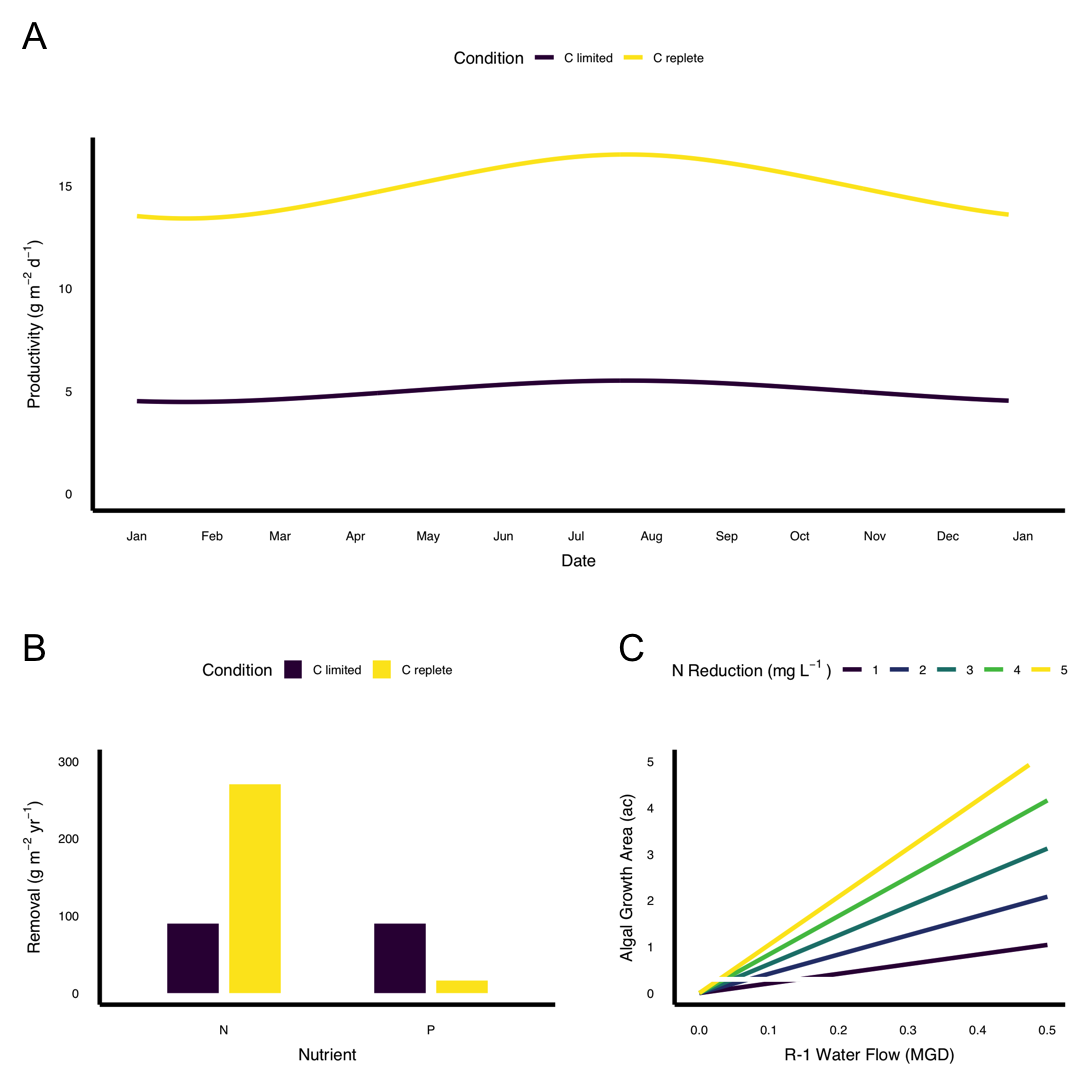 A
Condition C limited C replete
Productivity (g m⁻² d⁻¹)
15
10
5
0
Jan Feb Mar Apr May Jun Jul Aug Sep Oct Nov Dec Jan
Date
B
Condition C limited C replete
Removal (g m⁻² yr⁻¹)
300
200
100
0
N P
Nutrient
C
N Reduction (mg L⁻¹ ) 1 2 3 4 5
Algal Growth Area (ac)
5
4
3
2
1
0
0.0 0.1 0.2 0.3 0.4 0.5
R-1 Water Flow (MGD)